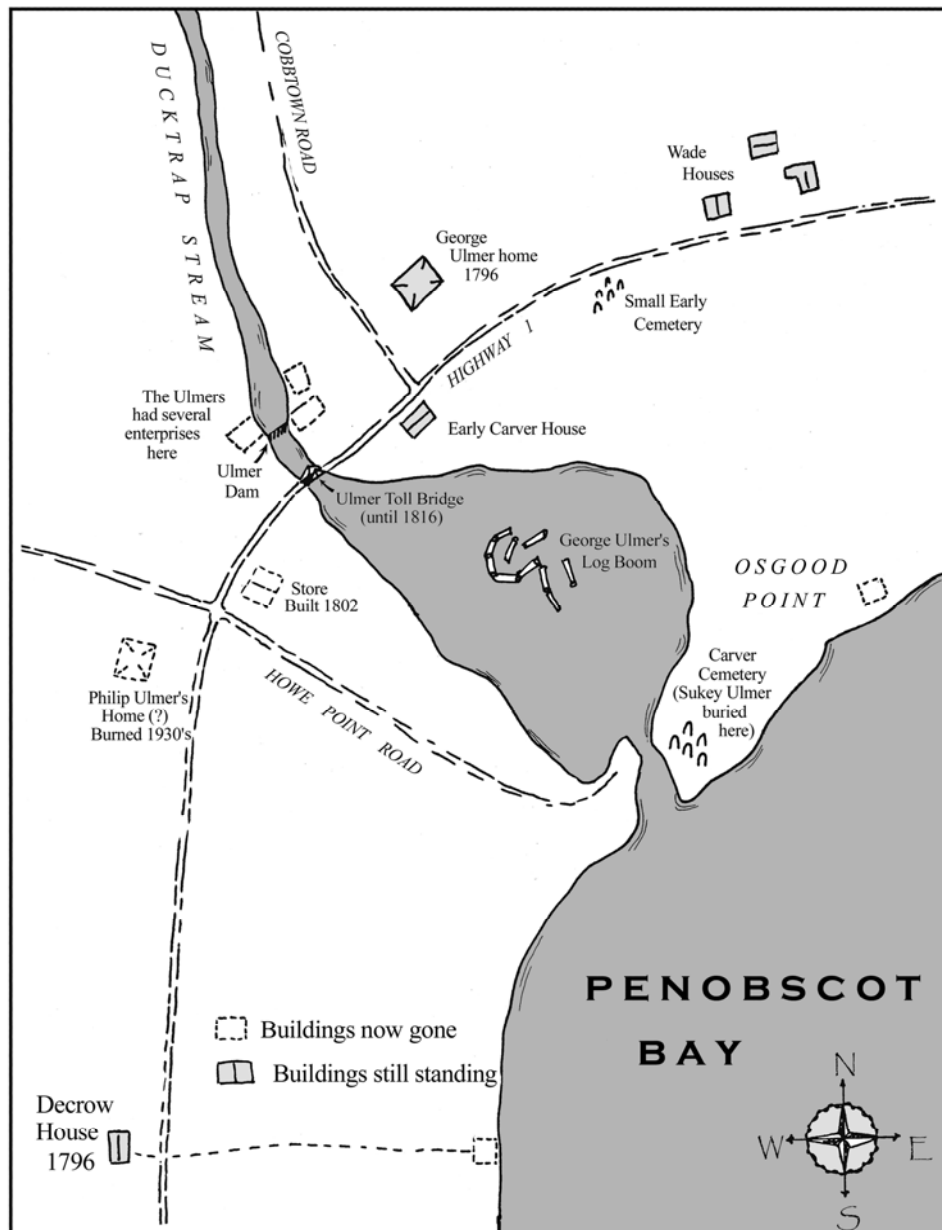 DUCKTRAP STREAM
COBBTOWN ROAD
Wade
Houses
George
Ulmer home
1796
Small Early
Cemetery
HIGHWAY 1
The Ulmers
had several
enterprises
here
Early Carver House
Ulmer
Dam
Ulmer Toll Bridge
(until 1816)
George Ulmer's
Log Boom
OSGOOD
POINT
Store
Built 1802
Carver
Cemetery
(Sukey Ulmer
buried
here)
Philip Ulmer's
Home (?)
Burned 1930's
HOWE POINT ROAD
PENOBSCOT
BAY
Buildings now gone
Buildings still standing
Decrow
House
1796
N
W E
S